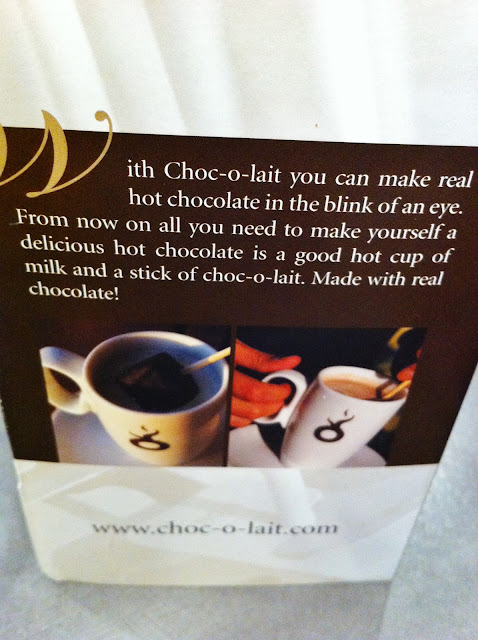 With Choc-o-lait you can make real
hot chocolate in the blink of an eye.
From now on all you need to make yourself a
delicious hot chocolate is a good hot cup of
milk and a stick of choc-o-lait. Made with real
chocolate!
www.choc-o-lait.com